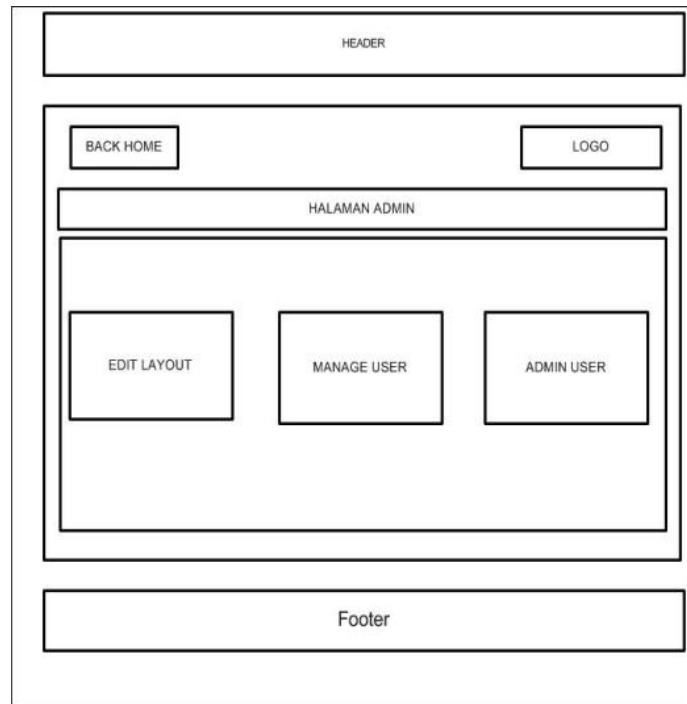 HEADER
BACK HOME
LOGO
HALAMAN ADMIN
EDIT LAYOUT
MANAGE USER
ADMIN USER
Footer